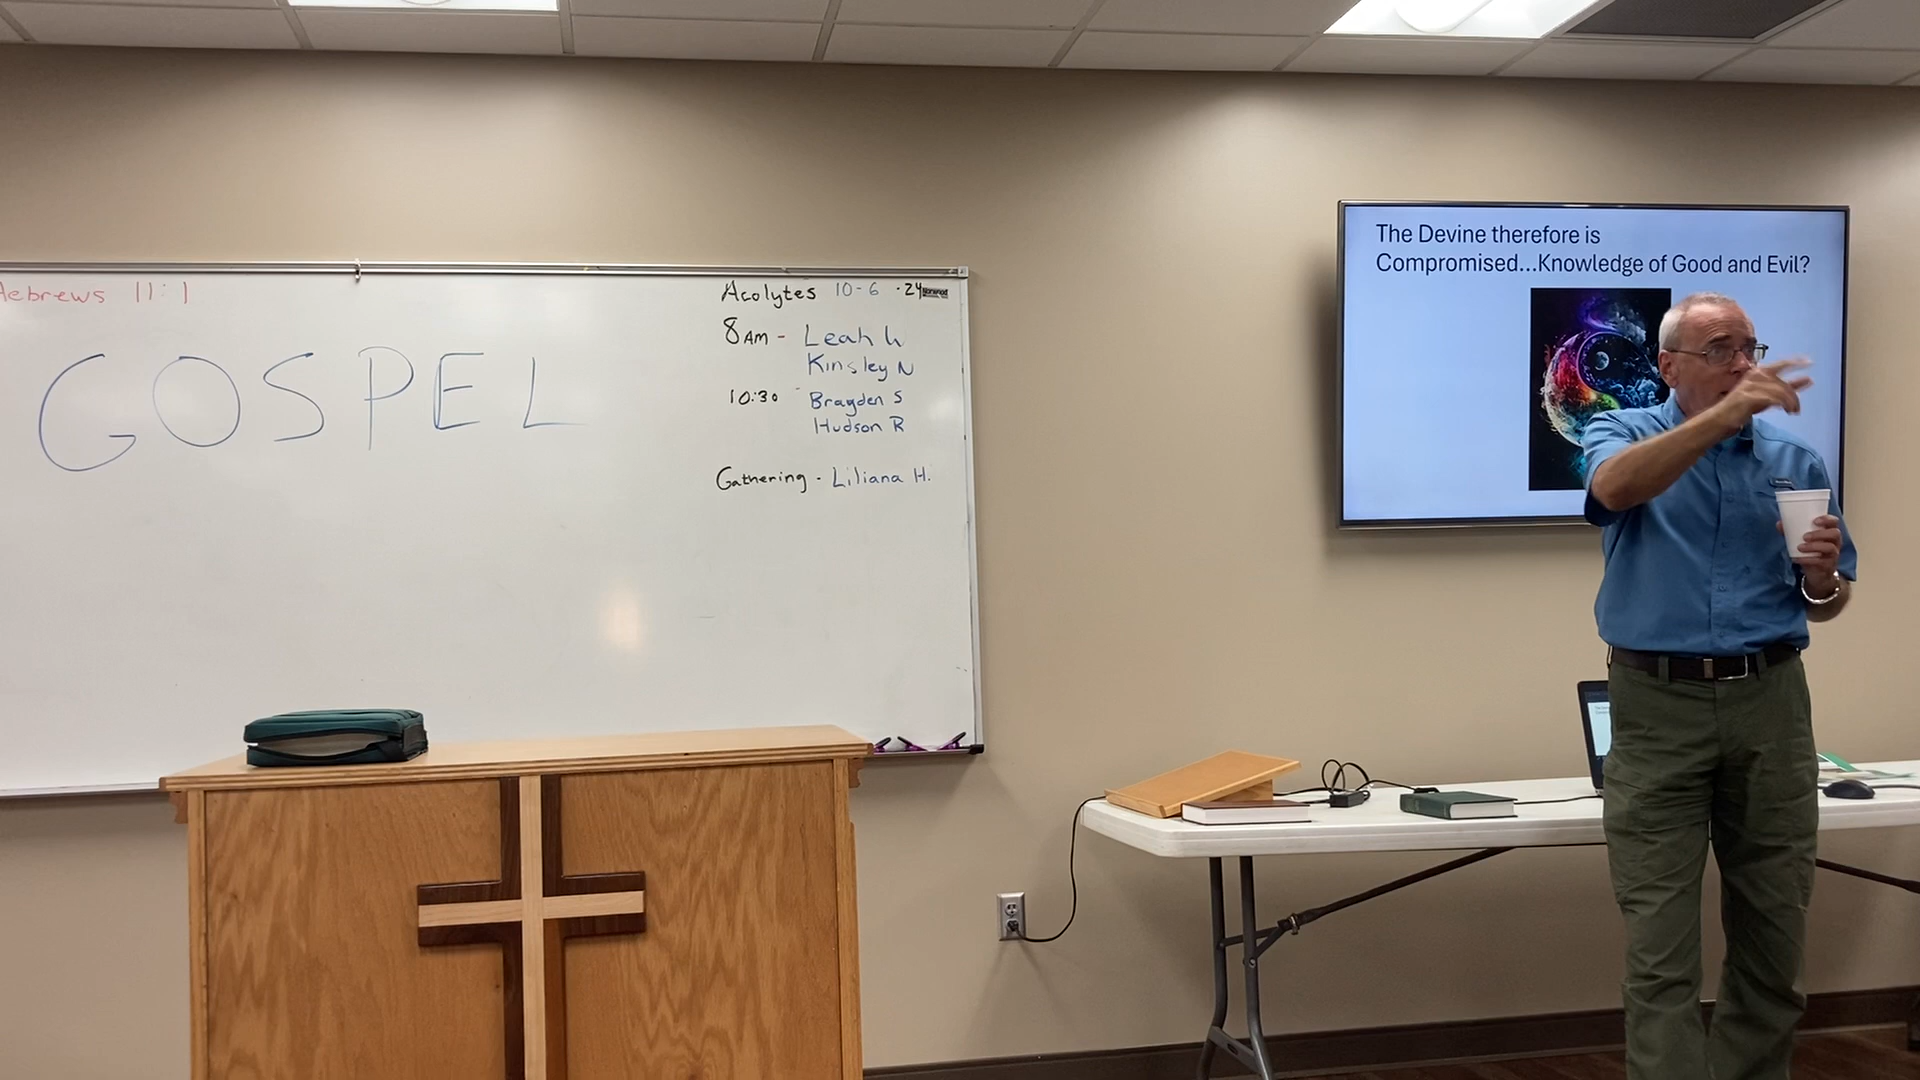 Hebrews 11:1
GOSPEL
Acolytes 10-6-24
8AM - Leah W
Kinsley N
10:30 - Brayden S
Hudson R
Gathering - Liliana H.
The Devine therefore is
Compromised...Knowledge of Good and Evil?